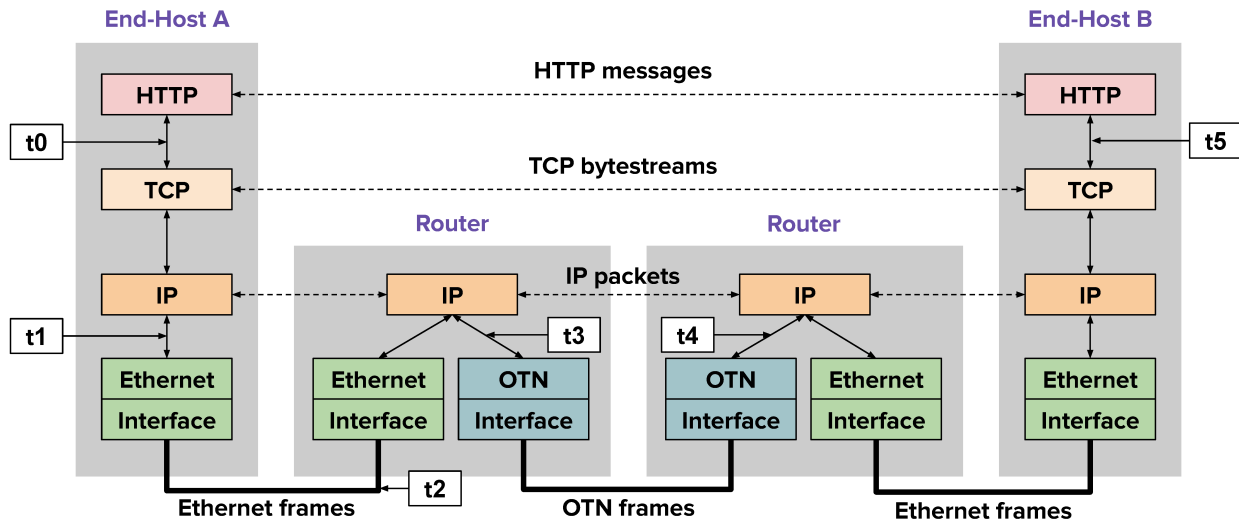 End-Host A
End-Host B
HTTP
HTTP messages
HTTP
t0
t5
TCP
TCP bytestreams
TCP
Router
Router
IP
IP
IP packets
IP
IP
t1
t3
t4
Ethernet
Ethernet
OTN
OTN
Ethernet
Ethernet
Interface
Interface
Interface
Interface
Interface
Interface
t2
Ethernet frames
OTN frames
Ethernet frames